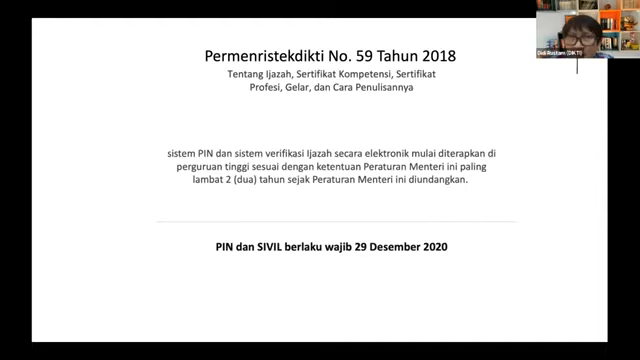 Permenristekdikti No. 59 Tahun 2018
Tentang Ijazah, Sertifikat Kompetensi, Sertifikat
Profesi, Gelar, dan Cara Penulisannya
sistem PIN dan sistem verifikasi Ijazah secara elektronik mulai diterapkan di
perguruan tinggi sesuai dengan ketentuan Peraturan Menteri ini paling
lambat 2 (dua) tahun sejak Peraturan Menteri ini diundangkan.
PIN dan SIVIL berlaku wajib 29 Desember 2020
Didi Rustam (DIKTI)